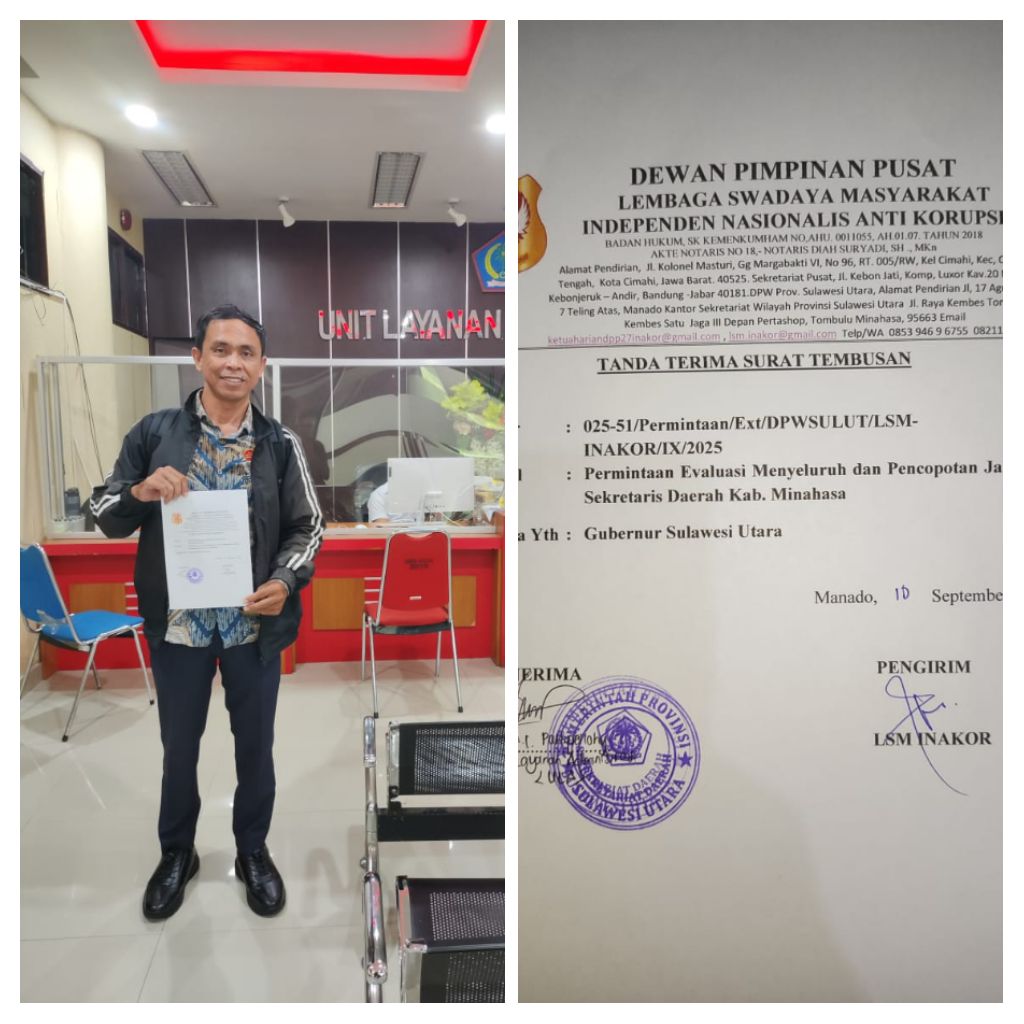 UNIT LAYANAN
DEWAN PIMPINAN PUSAT
LEMBAGA SWADAYA MASYARAKAT
INDEPENDEN NASIONALIS ANTI KORUPSI
BADAN HUKUM, SK KEMENKUMHAM NO,AHU. 0011055, AH.01.07. TAHUN 2018
AKTE NOTARIS NO 18,- NOTARIS DIAH SURYADI, SH ., MKn
Alamat Pendirian, Jl. Kolonel Masturi, Gg Margabakti VI, No 96, RT. 005/RW, Kel Cimahi, Kec,
Tengah, Kota Cimahi, Jawa Barat. 40525. Sekretariat Pusat, Jl. Kebon Jati, Komp, Luxor Kav.20
Kebonjeruk – Andir, Bandung -Jabar 40181.DPW Prov. Sulawesi Utara, Alamat Pendirian Jl, 17 Agu
7 Teling Atas, Manado Kantor Sekretariat Wilayah Provinsi Sulawesi Utara Jl. Raya Kembes Tom
Kembes Satu Jaga III Depan Pertashop, Tombulu Minahasa, 95663 Email
ketuahariandpp27inakor@gmail.com , lsm.inakor@gmail.com Telp/WA 0853 946 9 6755 08211
TANDA TERIMA SURAT TEMBUSAN
: 025-51/Permintaan/Ext/DPWSULUT/LSM-
INAKOR/IX/2025
: Permintaan Evaluasi Menyeluruh dan Pencopotan Ja
Sekretaris Daerah Kab. Minahasa
a Yth : Gubernur Sulawesi Utara
Manado, 10 Septembe
ERIMA
PENGIRIM
LSM INAKOR
PEMERINTAH PROVINSI
SEKRETARIAT DAERAH
SULAWESI UTARA